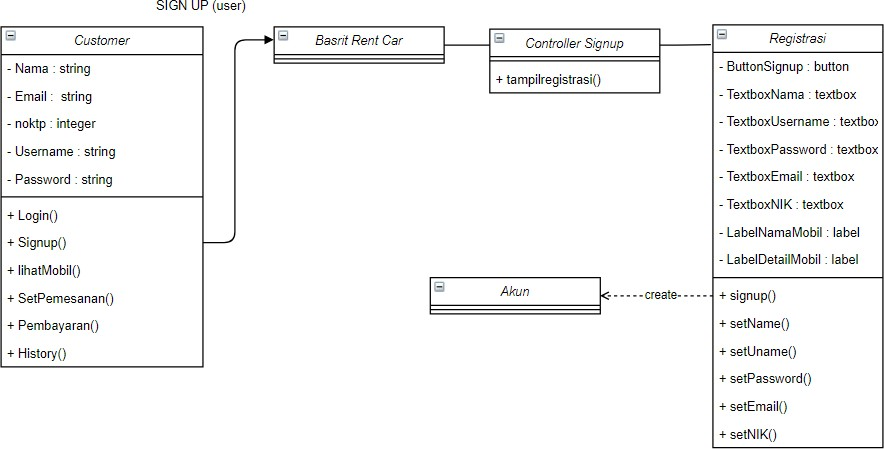 SIGN UP (user)
Customer
- Nama : string
- Email :  string
- noktp : integer
- Username : string
- Password : string
+ Login()
+ Signup()
+ lihatMobil()
+ SetPemesanan()
+ Pembayaran()
+ History()
Basrit Rent Car
Controller Signup
+ tampilregistrasi()
Registrasi
- ButtonSignup : button
- TextboxNama : textbox
- TextboxUsername : textbox
- TextboxPassword : textbox
- TextboxEmail : textbox
- TextboxNIK : textbox
- LabelNamaMobil : label
- LabelDetailMobil : label
+ signup()
+ setName()
+ setUname()
+ setPassword()
+ setEmail()
+ setNIK()
create
Akun